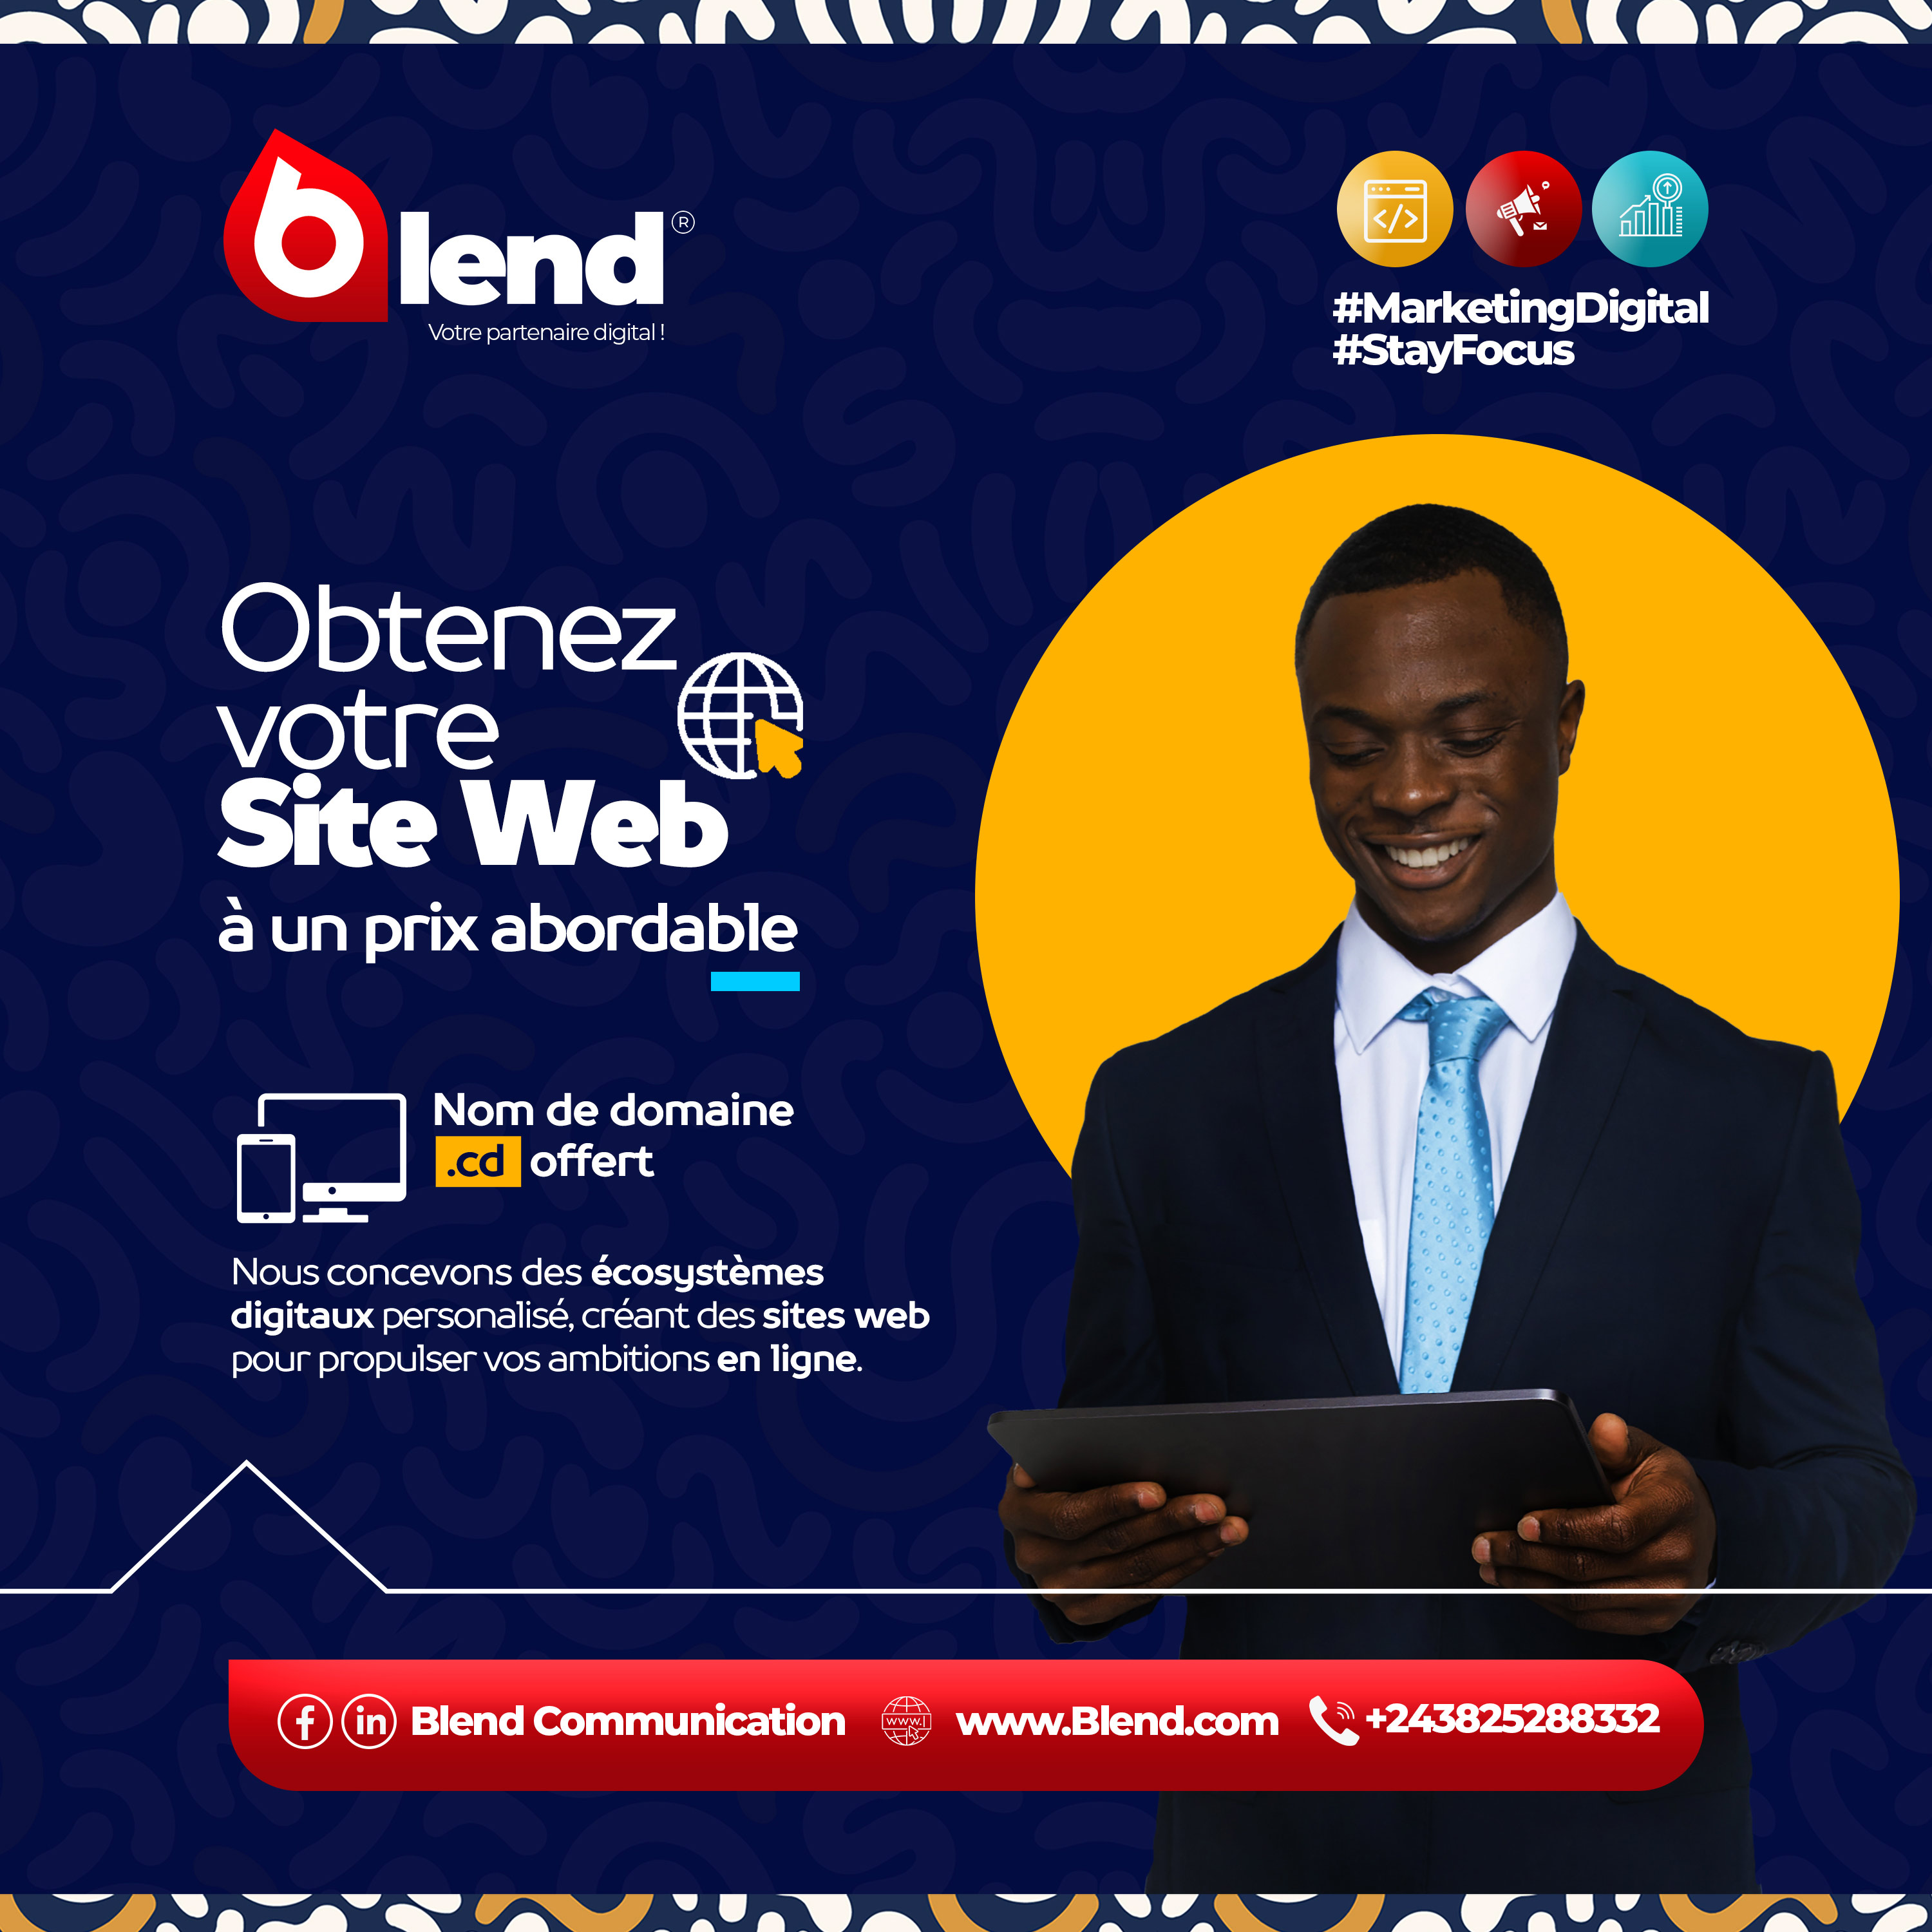 blend®
Votre partenaire digital !
#MarketingDigital
#StayFocus
Obtenez
votre
Site Web
à un prix abordable
Nom de domaine
.cd offert
Nous concevons des écosystèmes
digitaux personalisé, créant des sites web
pour propulser vos ambitions en ligne.
f in Blend Communication www. www.Blend.com +243825288332